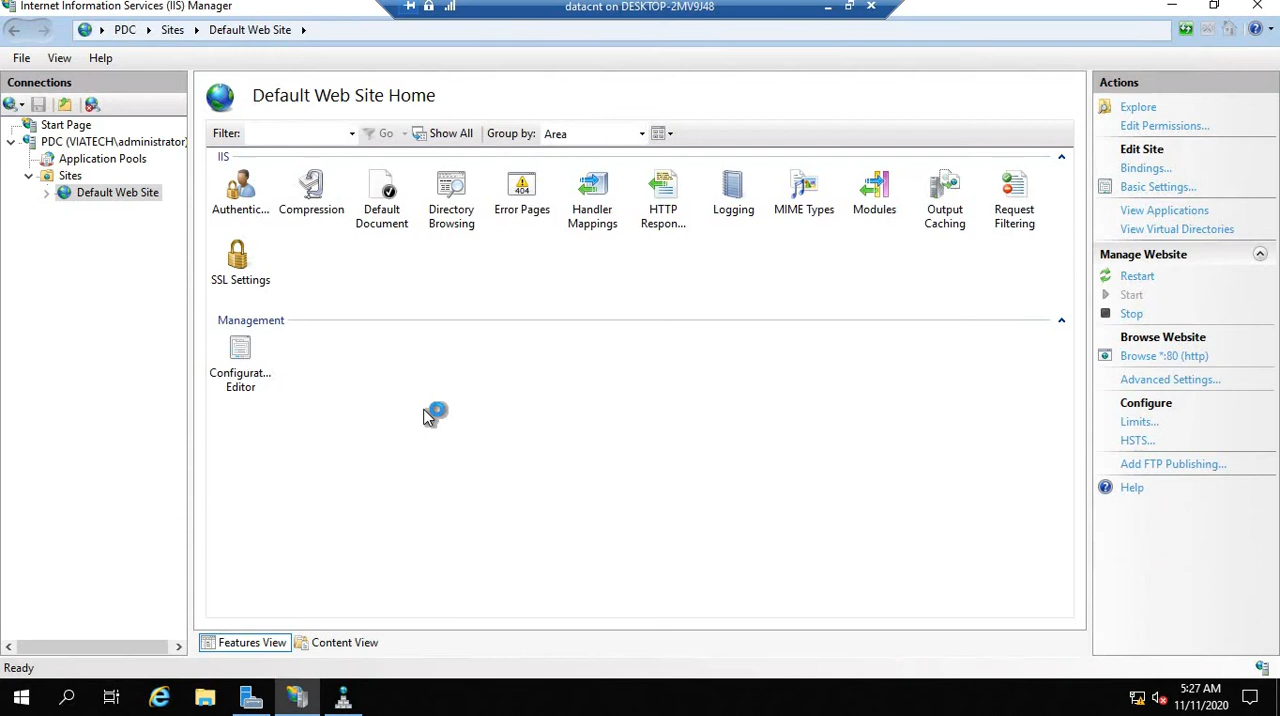 Internet Information Services (IIS) Manager
datacnt on DESKTOP-2MV9J48
PDC Sites Default Web Site
File View Help
Connections
Start Page
PDC (VIATECH\administrator)
Application Pools
Sites
Default Web Site
Default Web Site Home
Filter: Go Show All Group by: Area
IIS
Authentic... Compression Default Document Directory Browsing Error Pages Handler Mappings HTTP Respon... Logging MIME Types Modules Output Caching Request Filtering
404
SSL Settings
Management
Configurat... Editor
Features View Content View
Actions
Explore
Edit Permissions...
Edit Site
Bindings...
Basic Settings...
View Applications
View Virtual Directories
Manage Website
Restart
Start
Stop
Browse Website
Browse *:80 (http)
Advanced Settings...
Configure
Limits...
HSTS...
Add FTP Publishing...
Help
Ready
5:27 AM
11/11/2020